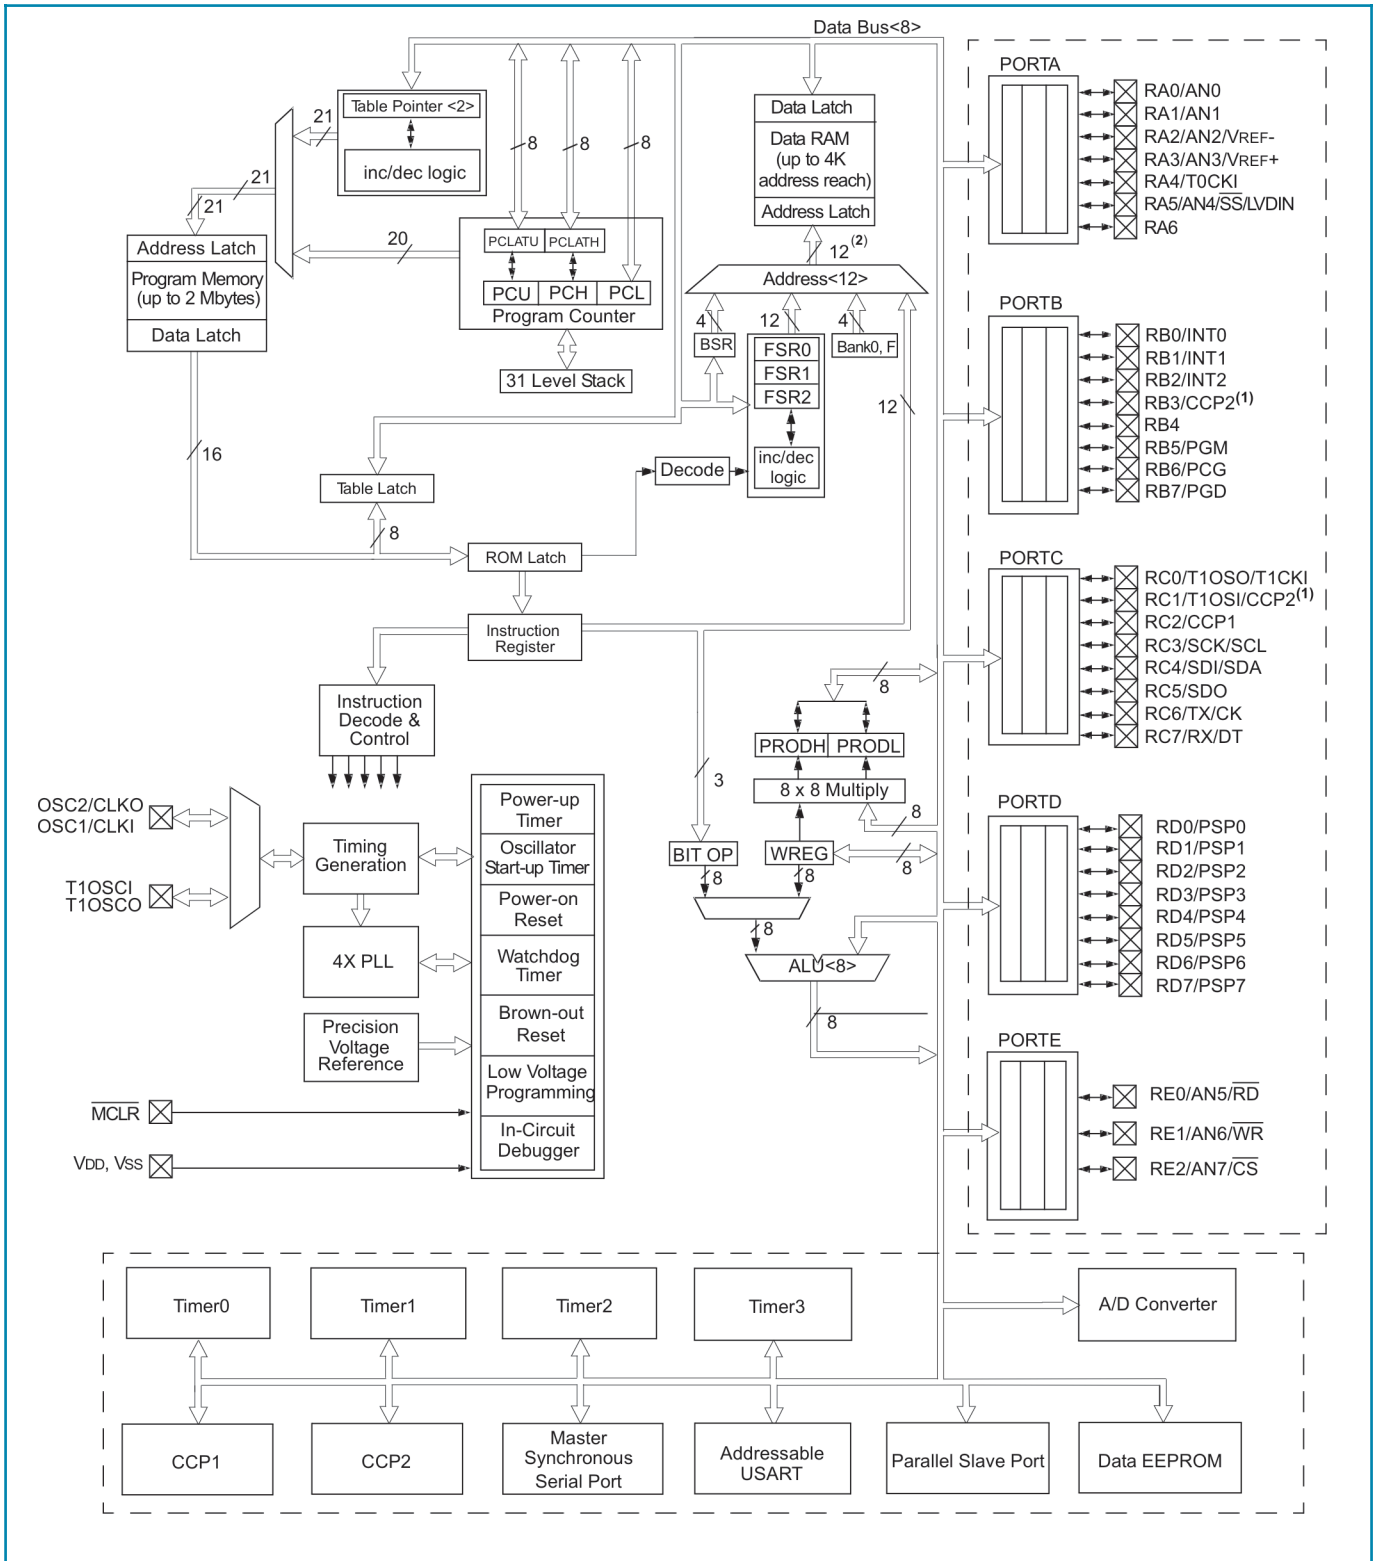 Data Bus<8>
PORTA
RA0/AN0
RA1/AN1
RA2/AN2/VREF-
RA3/AN3/VREF+
RA4/T0CKI
RA5/AN4/SS/LVDIN
RA6
Table Pointer <2>
inc/dec logic
21
21
21
8
8
8
Data Latch
Data RAM
(up to 4K
address reach)
Address Latch
12(2)
Address<12>
Address Latch
Program Memory
(up to 2 Mbytes)
Data Latch
20
PCLATU
PCLATH
PCU
PCH
PCL
Program Counter
31 Level Stack
4
12
4
BSR
FSR0
FSR1
FSR2
inc/dec
logic
Bank0, F
12
PORTB
RB0/INT0
RB1/INT1
RB2/INT2
RB3/CCP2(1)
RB4
RB5/PGM
RB6/PCG
RB7/PGD
16
Table Latch
8
Decode
ROM Latch
Instruction
Register
PORTC
RC0/T1OSO/T1CKI
RC1/T1OSI/CCP2(1)
RC2/CCP1
RC3/SCK/SCL
RC4/SDI/SDA
RC5/SDO
RC6/TX/CK
RC7/RX/DT
Instruction
Decode &
Control
8
PRODH
PRODL
8 x 8 Multiply
3
8
BIT OP
WREG
8
8
8
8
ALU<8>
8
OSC2/CLKO
OSC1/CLKI
T1OSCI
T1OSCO
Timing
Generation
4X PLL
Precision
Voltage
Reference
MCLR
VDD, VSS
Power-up
Timer
Oscillator
Start-up Timer
Power-on
Reset
Watchdog
Timer
Brown-out
Reset
Low Voltage
Programming
In-Circuit
Debugger
PORTD
RD0/PSP0
RD1/PSP1
RD2/PSP2
RD3/PSP3
RD4/PSP4
RD5/PSP5
RD6/PSP6
RD7/PSP7
PORTE
RE0/AN5/RD
RE1/AN6/WR
RE2/AN7/CS
Timer0
Timer1
Timer2
Timer3
A/D Converter
CCP1
CCP2
Master
Synchronous
Serial Port
Addressable
USART
Parallel Slave Port
Data EEPROM